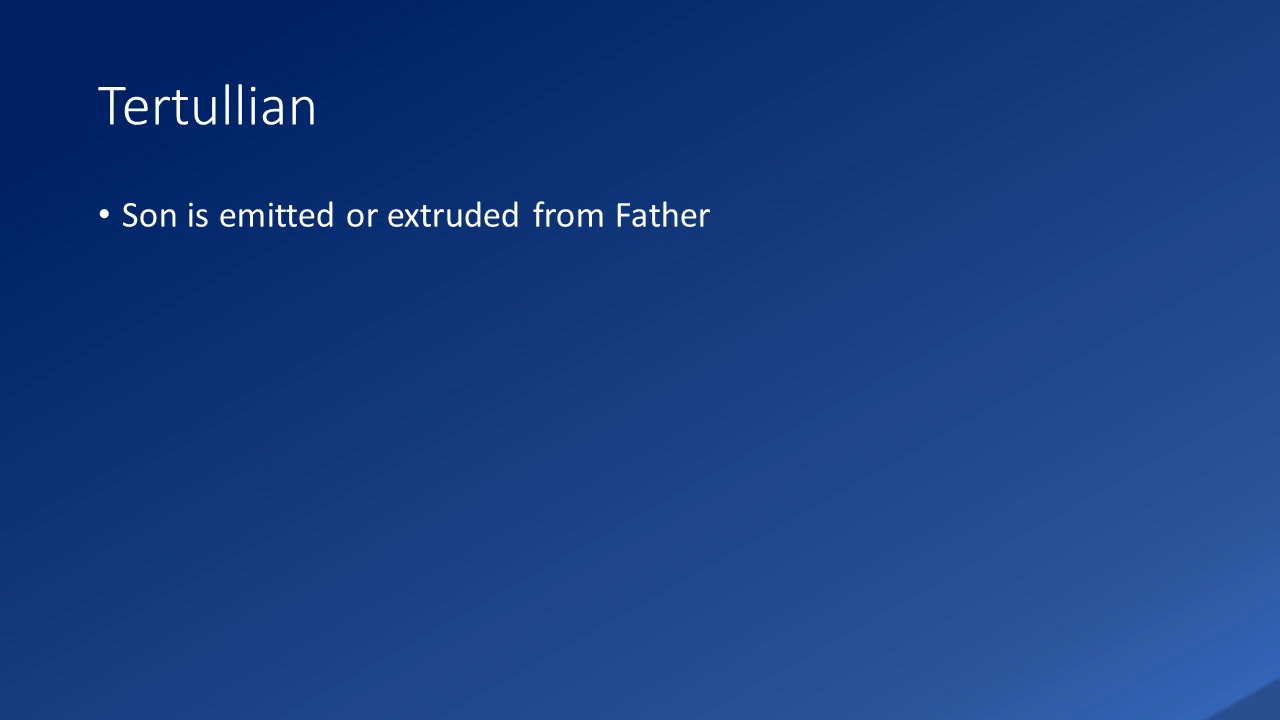 Tertullian
• Son is emitted or extruded from Father